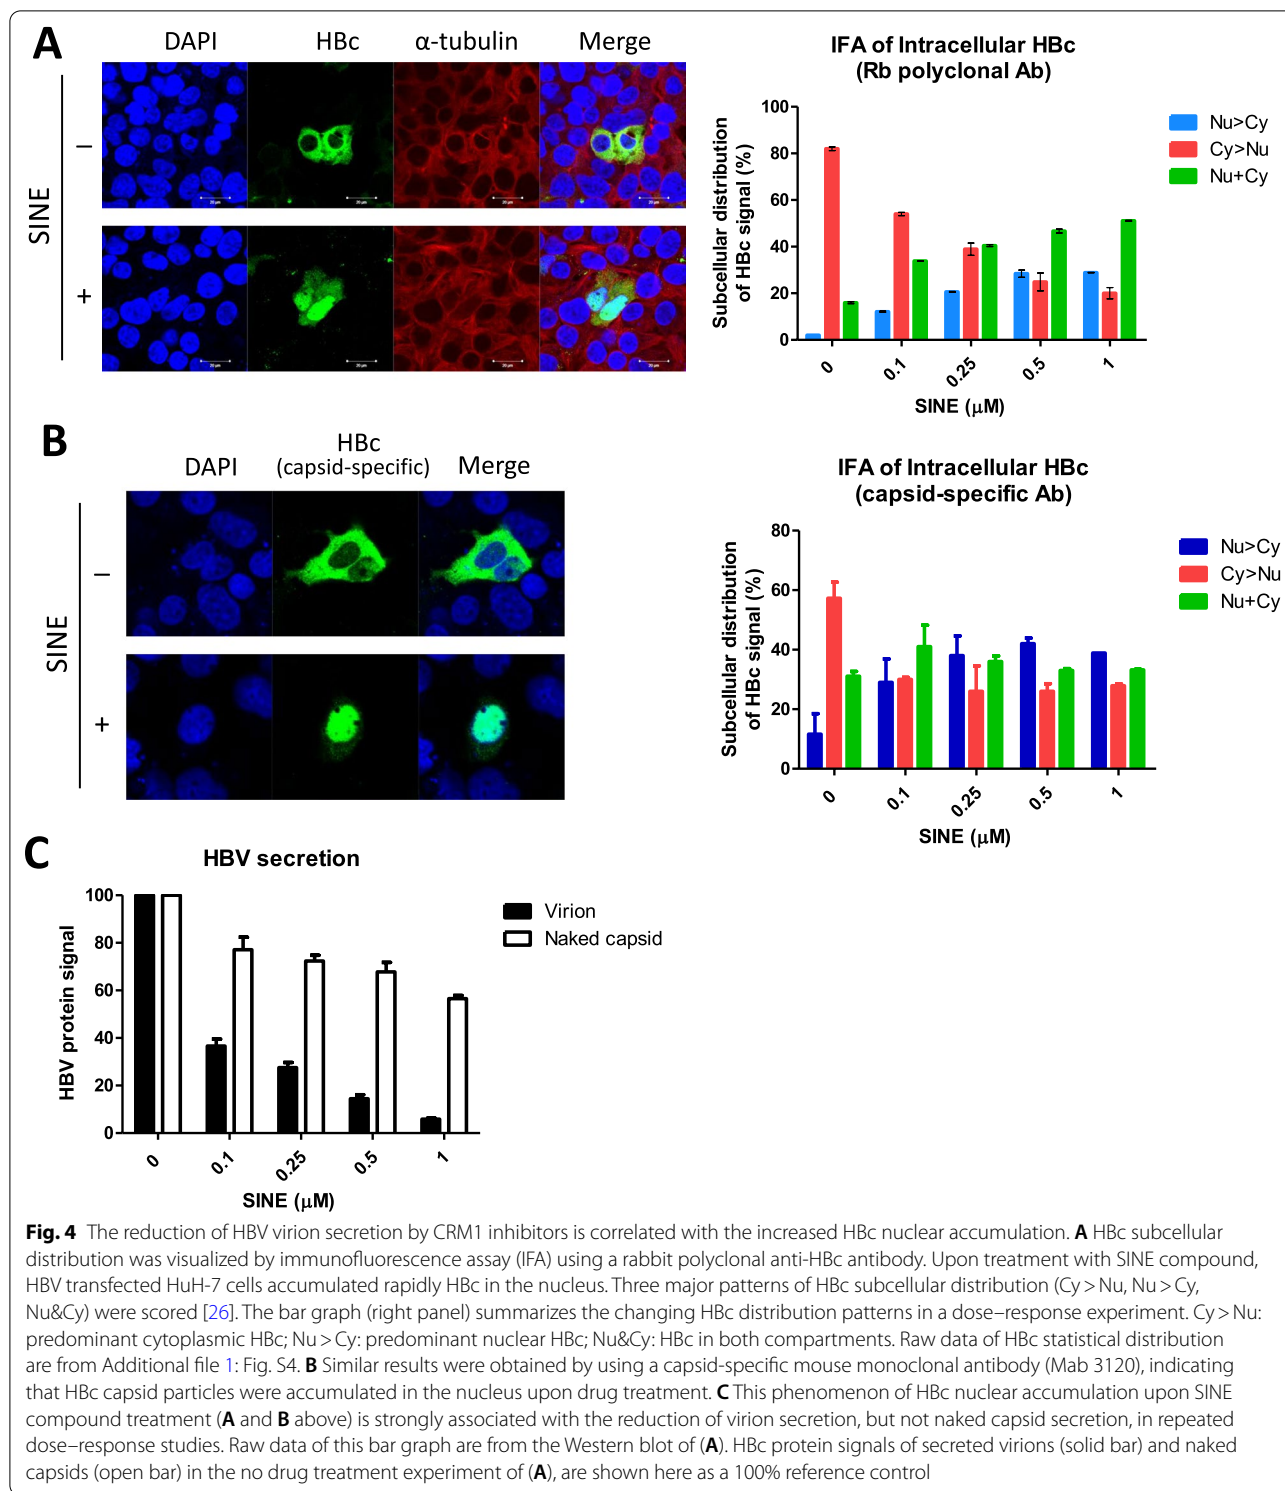 A
DAPI HBc α-tubulin Merge
SINE
–
+
20 µm 20 µm 20 µm 20 µm
20 µm 20 µm 20 µm 20 µm
IFA of Intracellular HBc
(Rb polyclonal Ab)
Subcellular distribution
of HBc signal (%)
100
80
60
40
20
0
0 0.1 0.25 0.5 1
SINE (µM)
Nu>Cy
Cy>Nu
Nu+Cy
B
DAPI HBc Merge
(capsid-specific)
SINE
–
+
IFA of Intracellular HBc
(capsid-specific Ab)
Subcellular distribution
of HBc signal (%)
80
60
40
20
0
0 0.1 0.25 0.5 1
SINE (µM)
Nu>Cy
Cy>Nu
Nu+Cy
C
HBV secretion
HBV protein signal
100
80
60
40
20
0
0 0.1 0.25 0.5 1
SINE (µM)
Virion
Naked capsid
Fig. 4 The reduction of HBV virion secretion by CRM1 inhibitors is correlated with the increased HBc nuclear accumulation. A HBc subcellular
distribution was visualized by immunofluorescence assay (IFA) using a rabbit polyclonal anti-HBc antibody. Upon treatment with SINE compound,
HBV transfected HuH-7 cells accumulated rapidly HBc in the nucleus. Three major patterns of HBc subcellular distribution (Cy > Nu, Nu > Cy,
Nu&Cy) were scored [26]. The bar graph (right panel) summarizes the changing HBc distribution patterns in a dose–response experiment. Cy > Nu:
predominant cytoplasmic HBc; Nu > Cy: predominant nuclear HBc; Nu&Cy: HBc in both compartments. Raw data of HBc statistical distribution
are from Additional file 1: Fig. S4. B Similar results were obtained by using a capsid-specific mouse monoclonal antibody (Mab 3120), indicating
that HBc capsid particles were accumulated in the nucleus upon drug treatment. C This phenomenon of HBc nuclear accumulation upon SINE
compound treatment (A and B above) is strongly associated with the reduction of virion secretion, but not naked capsid secretion, in repeated
dose–response studies. Raw data of this bar graph are from the Western blot of (A). HBc protein signals of secreted virions (solid bar) and naked
capsids (open bar) in the no drug treatment experiment of (A), are shown here as a 100% reference control